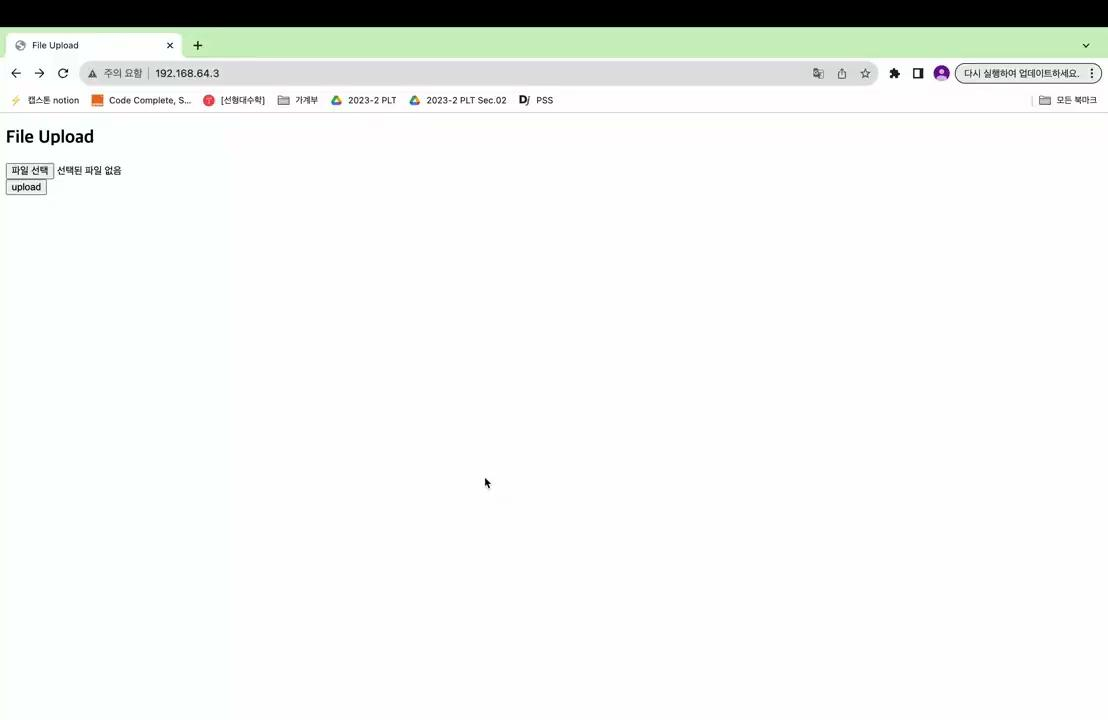 File Upload
주의 요함 192.168.64.3 다시 실행하여 업데이트하세요.
캡스톤 notion Code Complete, S... [선형대수학] 가계부 2023-2 PLT 2023-2 PLT Sec.02 Dj PSS 모든 북마크
File Upload
파일 선택 선택된 파일 없음
upload